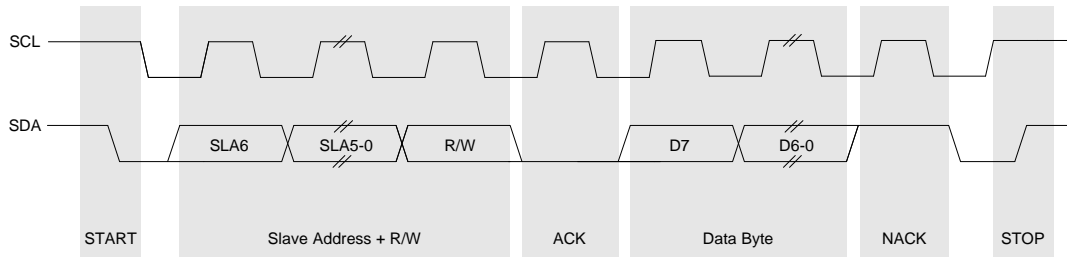 SCL
SDA
SLA6 SLA5-0 R/W D7 D6-0
START Slave Address + R/W ACK Data Byte NACK STOP